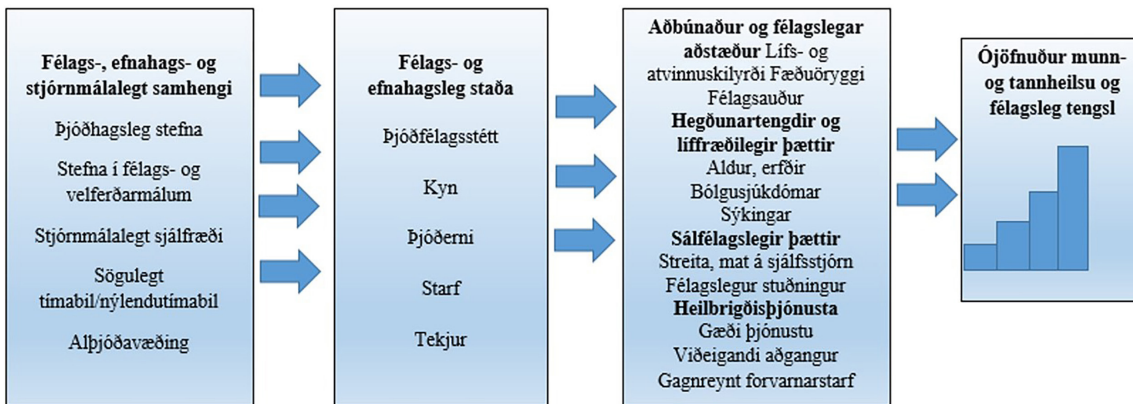 Félags-, efnahags- og
stjórnmálalegt samhengi
Þjóðhagsleg stefna
Stefna í félags- og
velferðarmálum
Stjórnmálalegt sjálfræði
Sögulegt
tímabil/nýlendutímabil
Alþjóðavæðing
Félags- og
efnahagsleg staða
Þjóðfélagsstétt
Kyn
Þjóðerni
Starf
Tekjur
Aðbúnaður og félagslegar
aðstæður Lífs- og
atvinnuskilyrði Fæðuöryggi
Félagsauður
Hegðunartengdir og
líffræðilegir þættir
Aldur, erfðir
Bólgusjúkdómar
Sýkingar
Sálfélagslegir þættir
Streita, mat á sjálfsstjórn
Félagslegur stuðningur
Heilbrigðisþjónusta
Gæði þjónustu
Viðeigandi aðgangur
Gagnreynt forvarnarstarf
Ójöfnuður munn-
og tannheilsu og
félagsleg tengsl